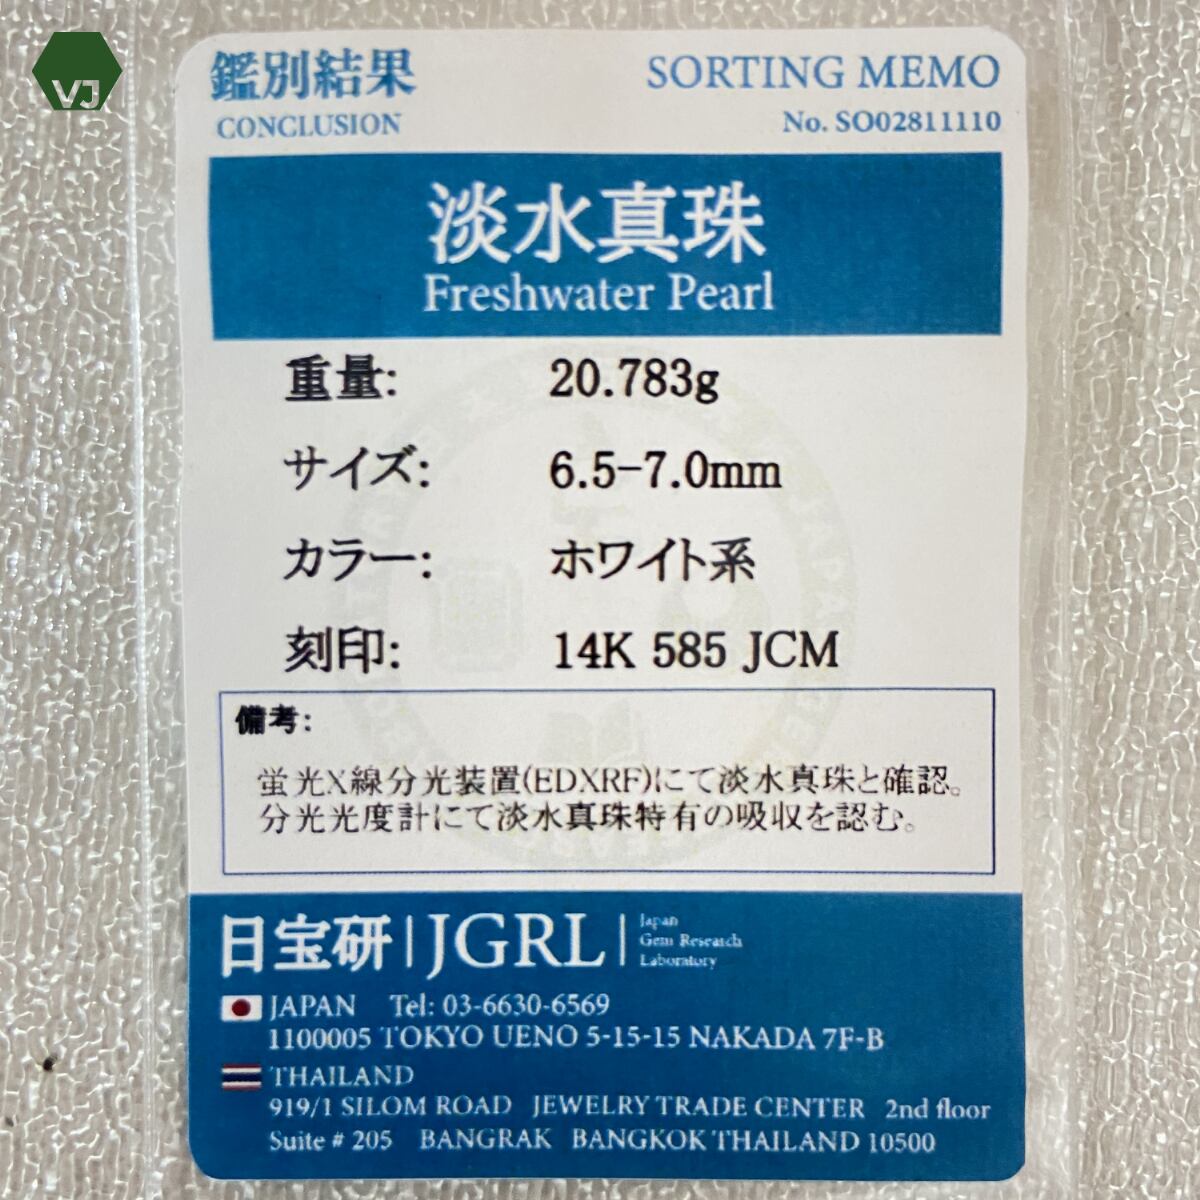 VJ
鑑別結果
CONCLUSION
SORTING MEMO
No. SO02811110
淡水真珠
Freshwater Pearl
重量: 20.783g
サイズ: 6.5-7.0mm
カラー: ホワイト系
刻印: 14K 585 JCM
備考:
蛍光X線分光装置(EDXRF)にて淡水真珠と確認。
分光光度計にて淡水真珠特有の吸収を認む。
日宝研 | JGRL | Japan
Gem Research
Laboratory
JAPAN Tel: 03-6630-6569
1100005 TOKYO UENO 5-15-15 NAKADA 7F-B
THAILAND
919/1 SILOM ROAD JEWELRY TRADE CENTER 2nd floor
Suite # 205 BANGRAK BANGKOK THAILAND 10500